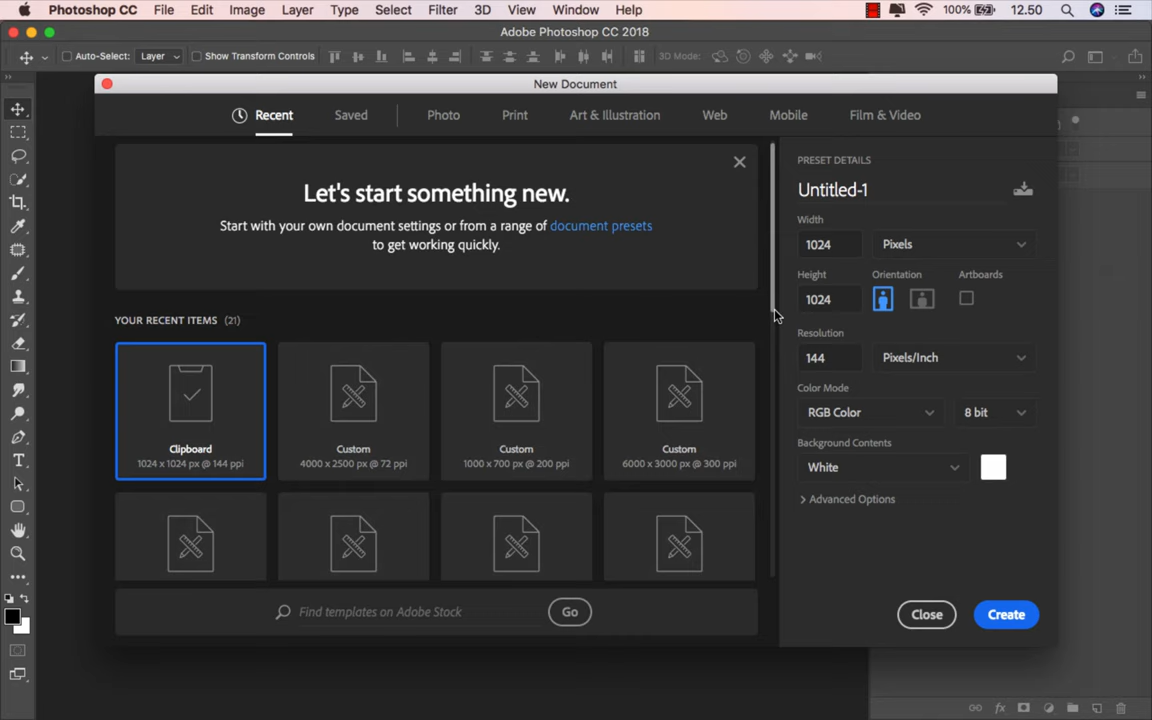 Photoshop CC File Edit Image Layer Type Select Filter 3D View Window Help 100% 12.50
Adobe Photoshop CC 2018
Auto-Select: Layer Show Transform Controls 3D Mode:
New Document
Recent Saved Photo Print Art & Illustration Web Mobile Film & Video
Let's start something new.
Start with your own document settings or from a range of document presets
to get working quickly.
YOUR RECENT ITEMS (21)
Clipboard
1024 x 1024 px @ 144 ppi
Custom
4000 x 2500 px @ 72 ppi
Custom
1000 x 700 px @ 200 ppi
Custom
6000 x 3000 px @ 300 ppi
Find templates on Adobe Stock Go
PRESET DETAILS
Untitled-1
Width
1024 Pixels
Height Orientation Artboards
1024
Resolution
144 Pixels/Inch
Color Mode
RGB Color 8 bit
Background Contents
White
Advanced Options
Close Create
fx